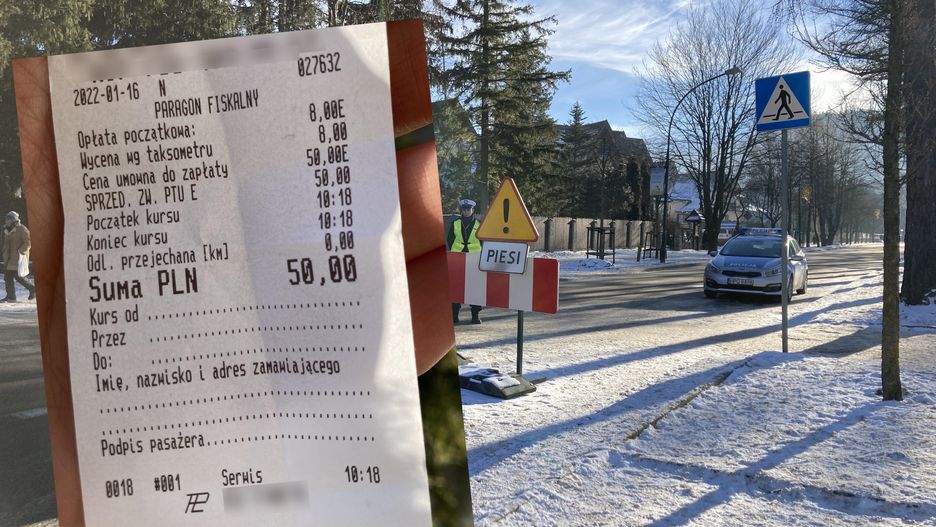 027632
2022-01-16 N
PARAGON FISKALNY
Opłata początkowa: 8,00E
Wycena wg taksometru 8,00
Cena umowna do zapłaty 50,00E
SPRZED. ZW. PTU E 50,00
Początek kursu 10:18
Koniec kursu 10:18
Odl. przejechana [km] 0,00
Suma PLN 50,00
Kurs od
Przez
Do:
Imię, nazwisko i adres zamawiającego
Podpis pasażera
0018 #001 Serwis 10:18
PIESI
POLICJA